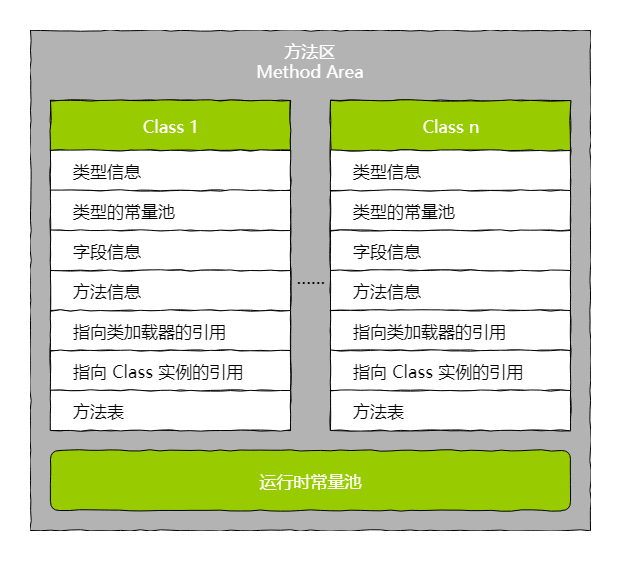 方法区
Method Area
Class 1
类型信息
类型的常量池
字段信息
方法信息
指向类加载器的引用
指向 Class 实例的引用
方法表
......
Class n
类型信息
类型的常量池
字段信息
方法信息
指向类加载器的引用
指向 Class 实例的引用
方法表
运行时常量池